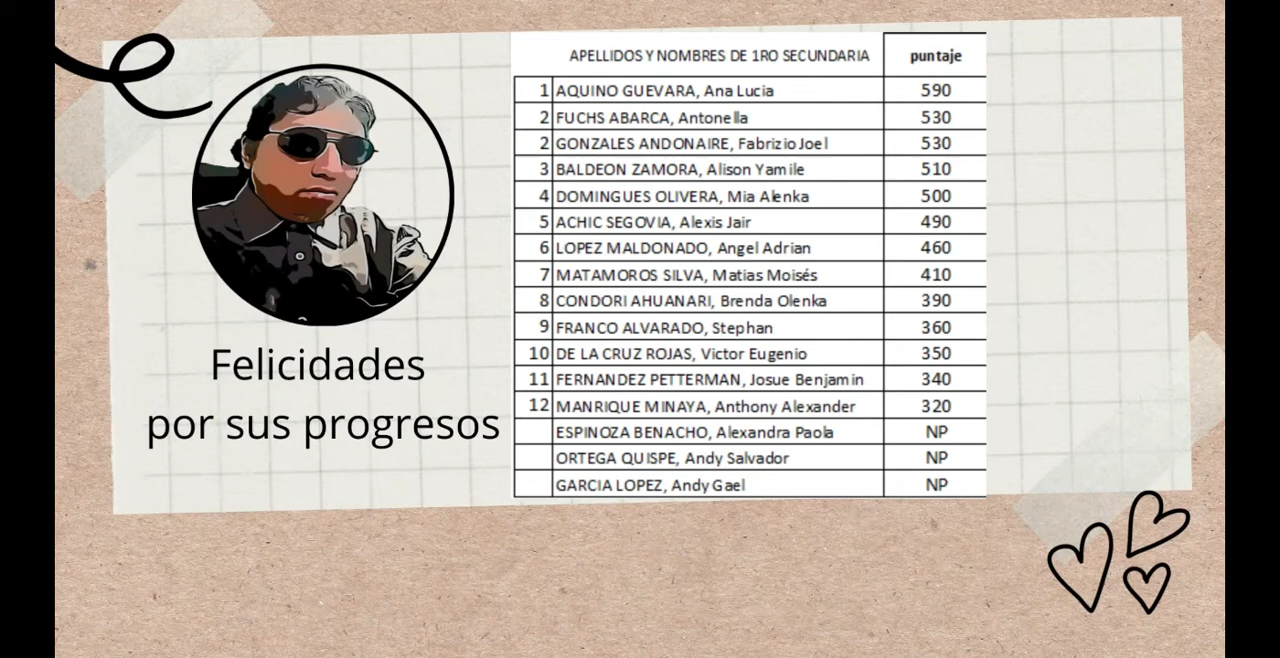 Felicidades
por sus progresos
APELLIDOS Y NOMBRES DE 1RO SECUNDARIA puntaje
1 AQUINO GUEVARA, Ana Lucia 590
2 FUCHS ABARCA, Antonella 530
2 GONZALES ANDONAIRE, Fabrizio Joel 530
3 BALDEON ZAMORA, Alison Yamile 510
4 DOMINGUES OLIVERA, Mia Alenka 500
5 ACHIC SEGOVIA, Alexis Jair 490
6 LOPEZ MALDONADO, Angel Adrian 460
7 MATAMOROS SILVA, Matias Moisés 410
8 CONDORI AHUANARI, Brenda Olenka 390
9 FRANCO ALVARADO, Stephan 360
10 DE LA CRUZ ROJAS, Victor Eugenio 350
11 FERNANDEZ PETTERMAN, Josue Benjamin 340
12 MANRIQUE MINAYA, Anthony Alexander 320
ESPINOZA BENACHO, Alexandra Paola NP
ORTEGA QUISPE, Andy Salvador NP
GARCIA LOPEZ, Andy Gael NP